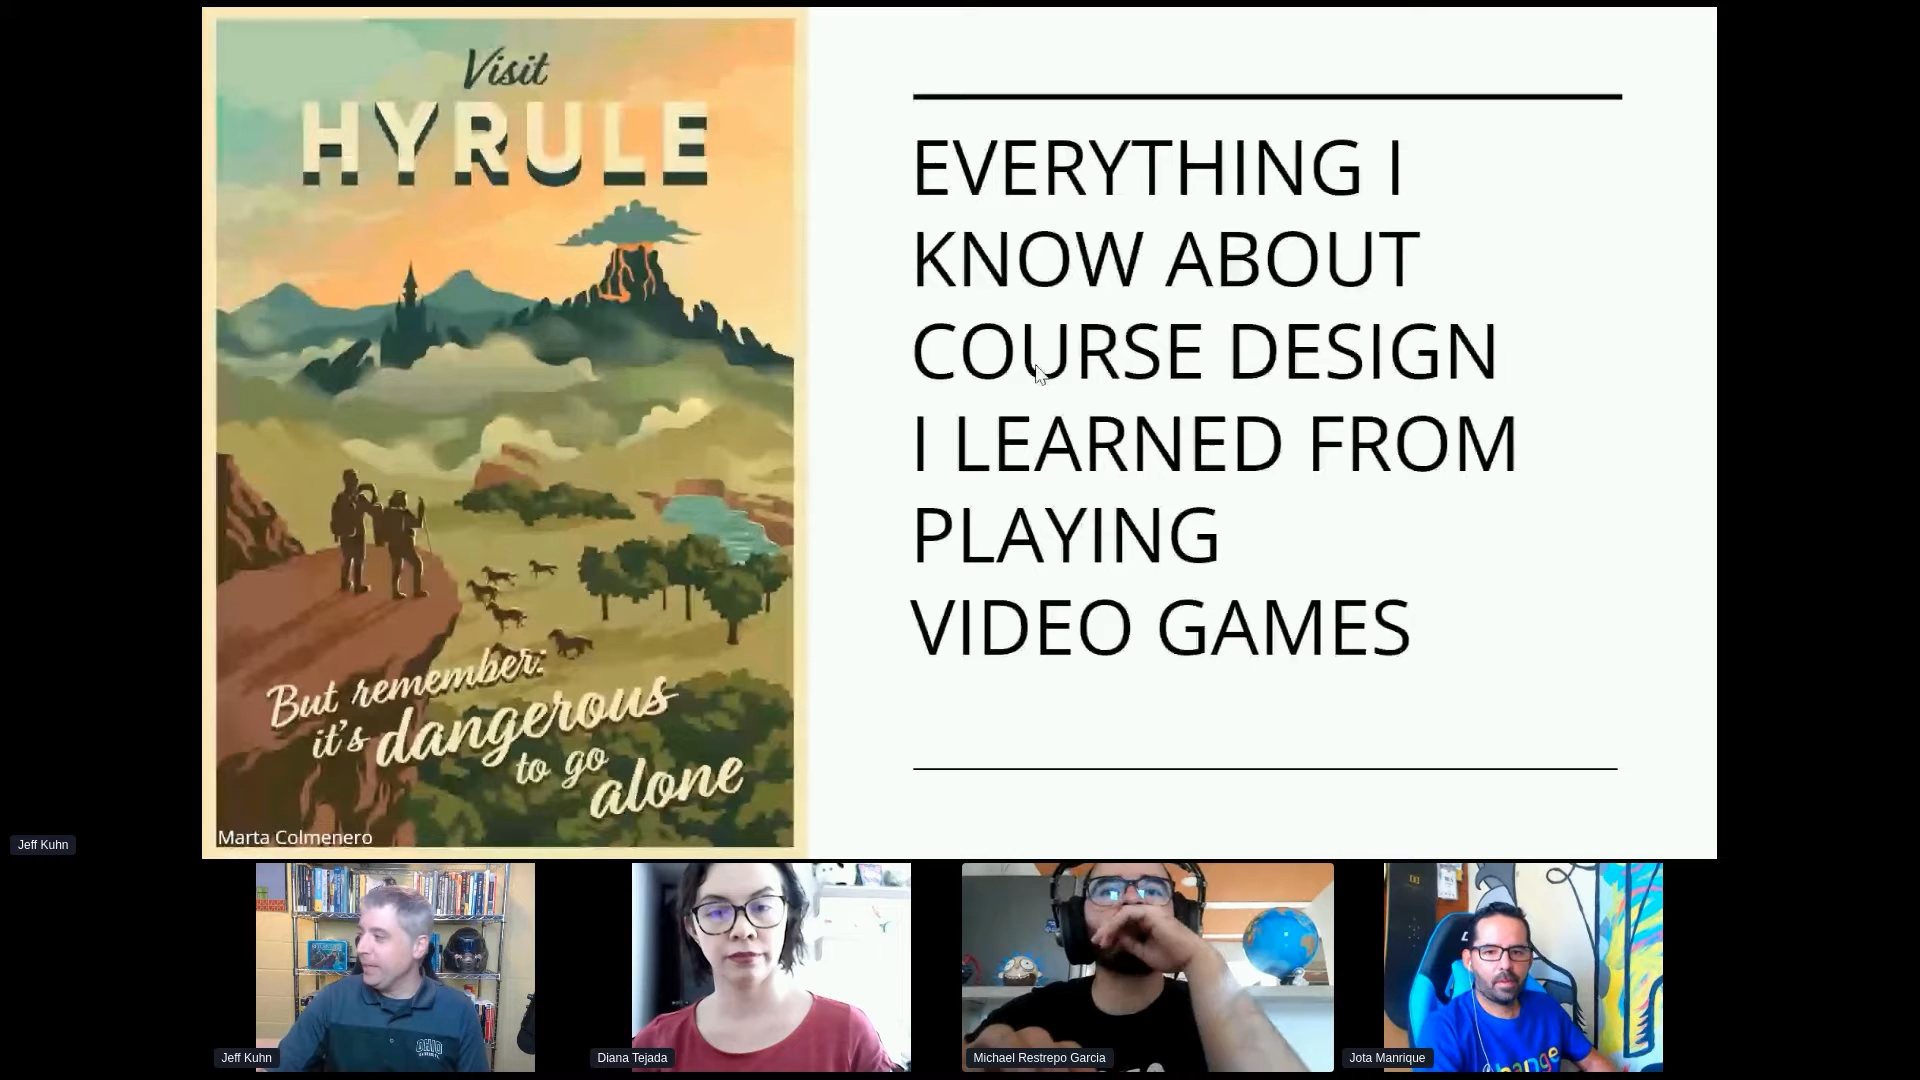 Visit
HYRULE
But remember:
it's dangerous
to go
alone
Marta Colmenero
EVERYTHING I
KNOW ABOUT
COURSE DESIGN
I LEARNED FROM
PLAYING
VIDEO GAMES
Jeff Kuhn
OHIO
Jeff Kuhn
Diana Tejada
Michael Restrepo Garcia
Jota Manrique